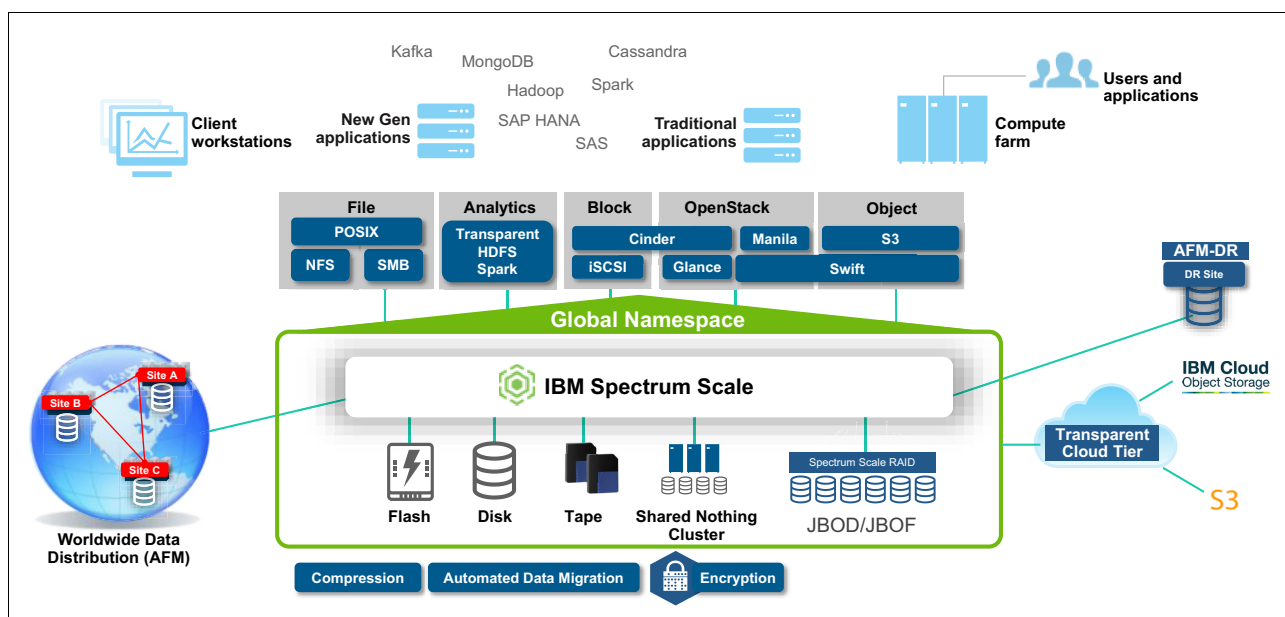 Kafka
MongoDB
Cassandra
Hadoop
Spark
SAP HANA
SAS
Client
workstations
New Gen
applications
Traditional
applications
Compute
farm
Users and
applications
File
POSIX
NFS
SMB
Analytics
Transparent
HDFS
Spark
Block
OpenStack
Object
Cinder
Manila
S3
iSCSI
Glance
Swift
Global Namespace
IBM Spectrum Scale
Site A
Site B
Site C
Worldwide Data
Distribution (AFM)
Flash
Disk
Tape
Shared Nothing
Cluster
Spectrum Scale RAID
JBOD/JBOF
AFM-DR
DR Site
IBM Cloud
Object Storage
Transparent
Cloud Tier
S3
Compression
Automated Data Migration
Encryption